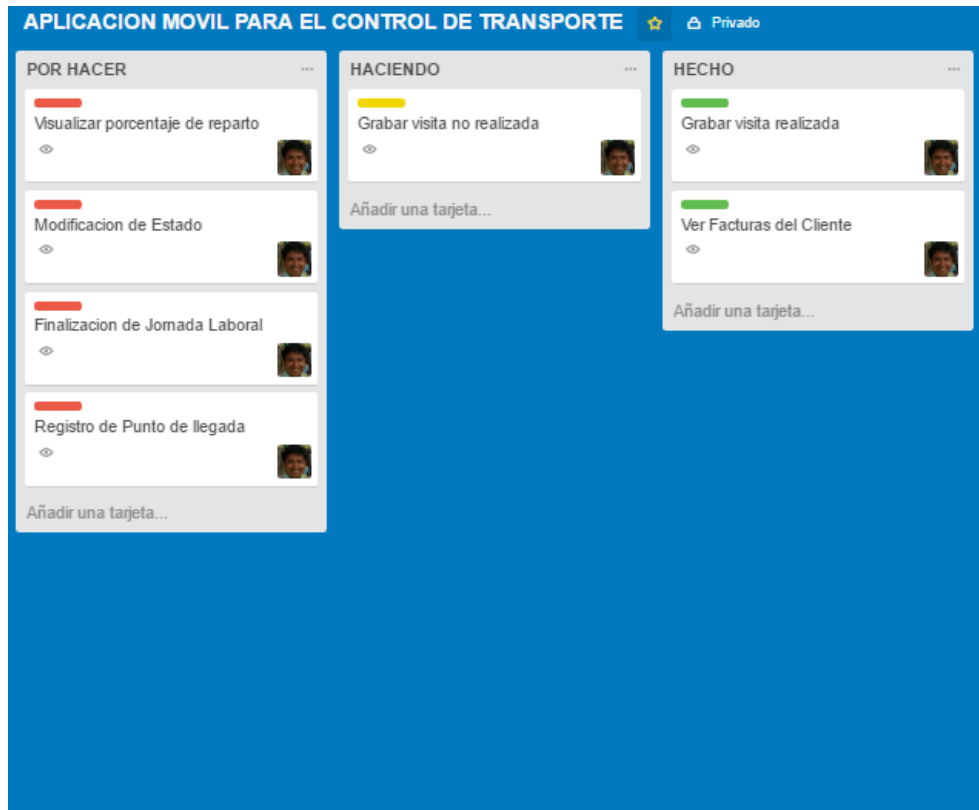 APLICACION MOVIL PARA EL CONTROL DE TRANSPORTE
Privado
POR HACER
Visualizar porcentaje de reparto
Modificacion de Estado
Finalizacion de Jornada Laboral
Registro de Punto de llegada
Añadir una tarjeta...
HACIENDO
Grabar visita no realizada
Añadir una tarjeta...
HECHO
Grabar visita realizada
Ver Facturas del Cliente
Añadir una tarjeta...